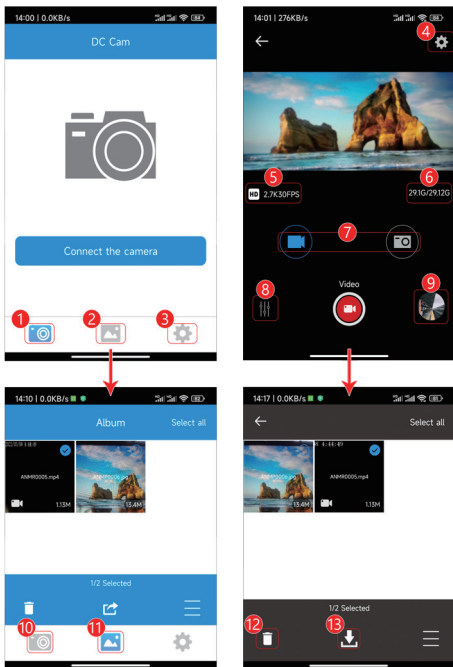 14:00 | 0.0KB/s
DC Cam
Connect the camera
1
2
3
14:01 | 276KB/s
4
5
HD 2.7K30FPS
6
29.1G/29.12G
7
Video
8
9
14:10 | 0.0KB/s
Album
Select all
ANMR0005.mp4
1.13M
13.4M
1/2 Selected
10
11
14:17 | 0.0KB/s
Select all
13.4M
ANMR0005.mp4
1.13M
1/2 Selected
12
13